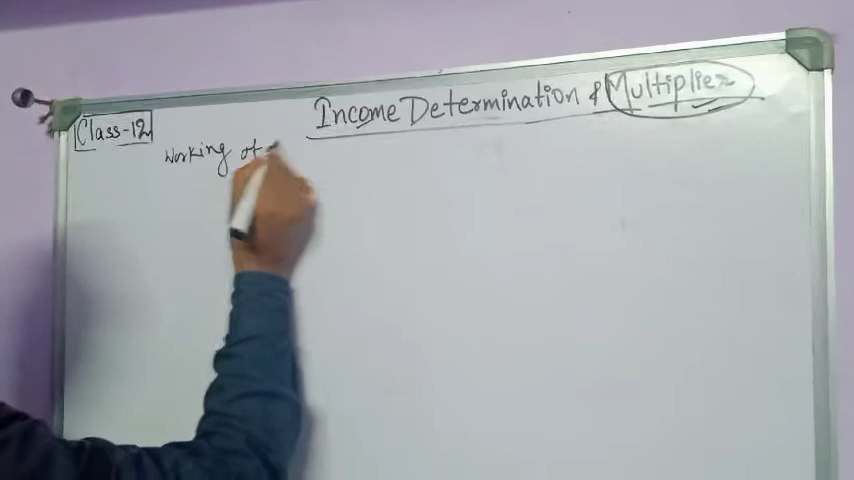 Income Determination & Multiplier
Class-12
Working of